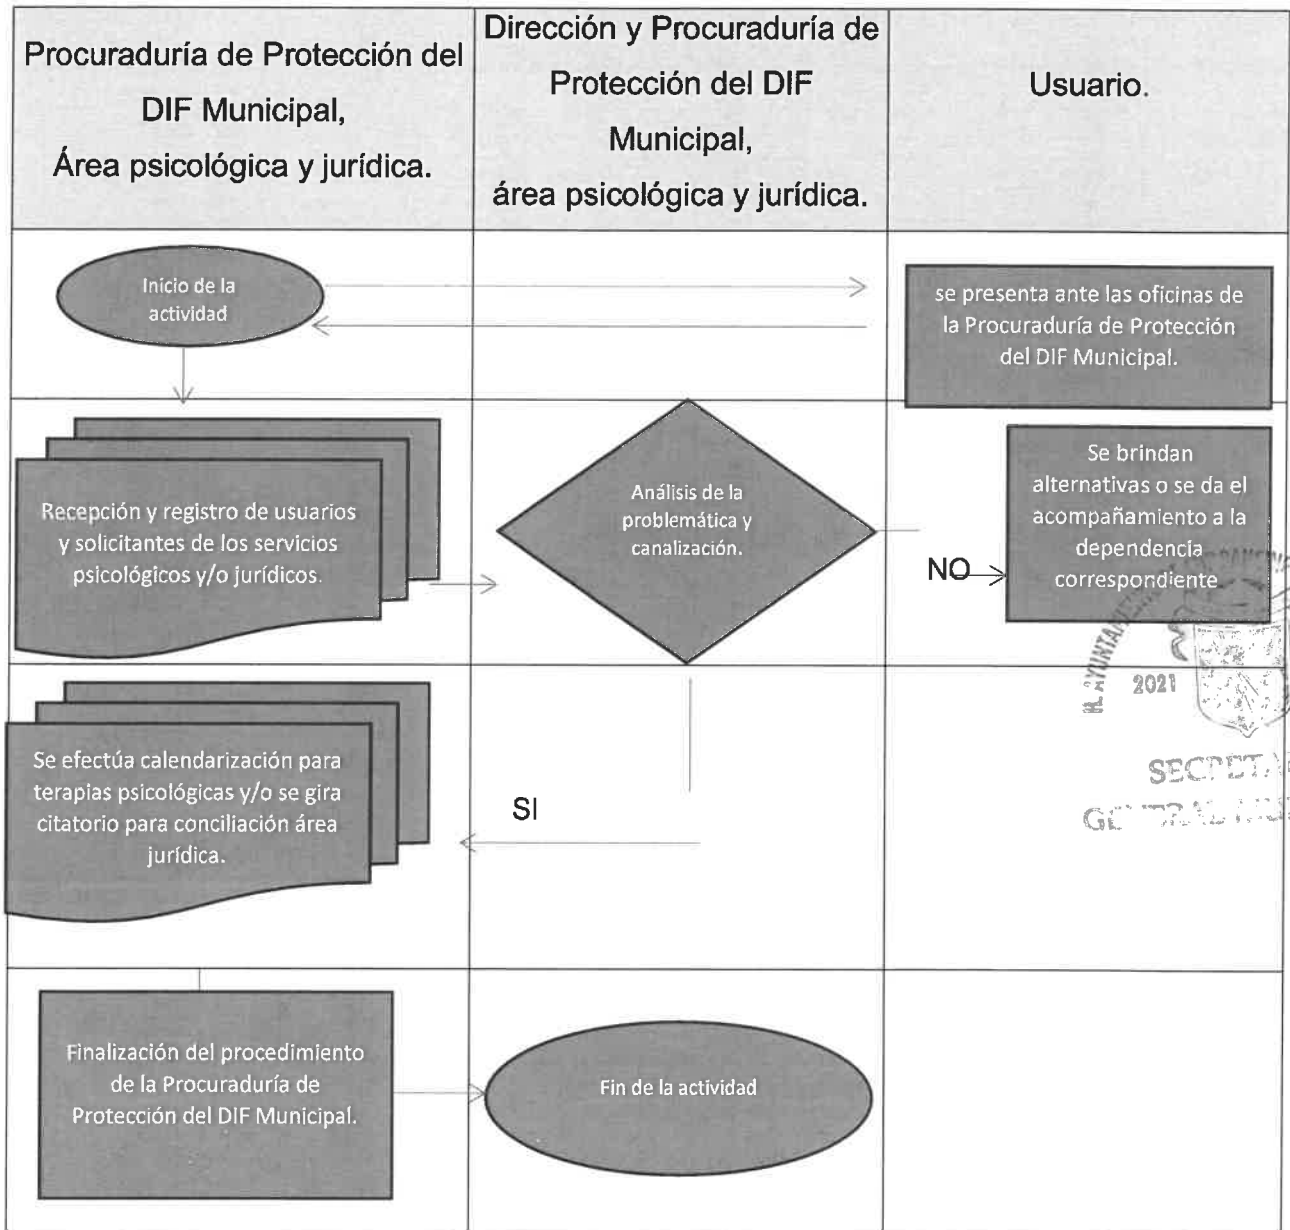 Procuraduría de Protección del
DIF Municipal,
Área psicológica y jurídica.
Dirección y Procuraduría de
Protección del DIF
Municipal,
área psicológica y jurídica.
Usuario.
Inicio de la
actividad
se presenta ante las oficinas de
la Procuraduría de Protección
del DIF Municipal.
Recepción y registro de usuarios
y solicitantes de los servicios
psicológicos y/o jurídicos.
Análisis de la
problemática y
canalización.
NO
Se brindan
alternativas o se da el
acompañamiento a la
dependencia
correspondiente
2021
Se efectúa calendarización para
terapias psicológicas y/o se gira
citatorio para conciliación área
jurídica.
SI
Finalización del procedimiento
de la Procuraduría de
Protección del DIF Municipal.
Fin de la actividad